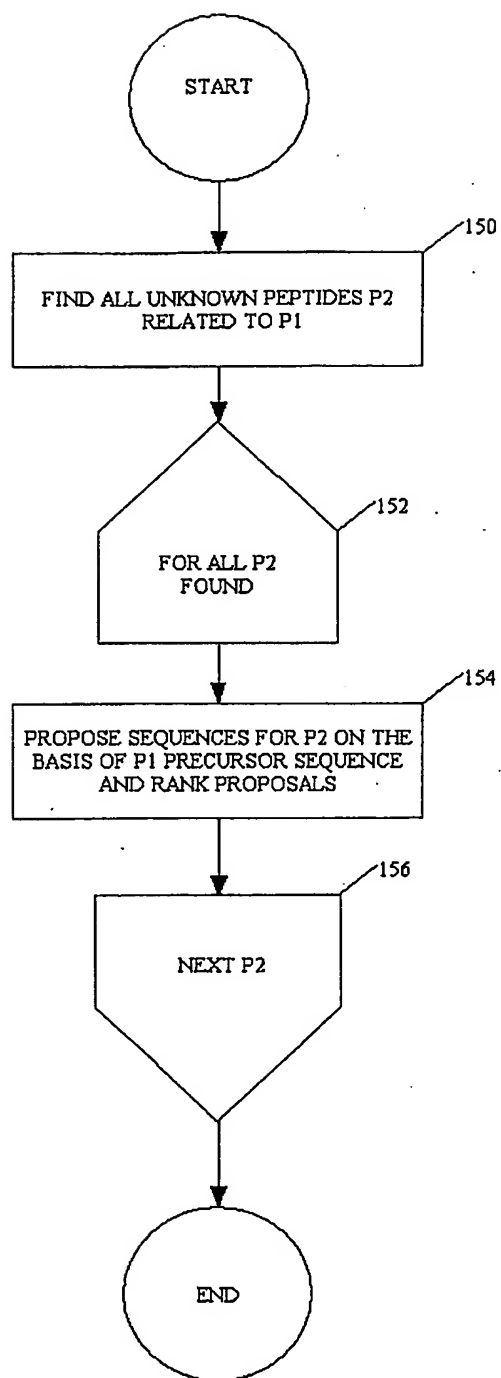 START
150
FIND ALL UNKNOWN PEPTIDES P2
RELATED TO P1
152
FOR ALL P2
FOUND
154
PROPOSE SEQUENCES FOR P2 ON THE
BASIS OF P1 PRECURSOR SEQUENCE
AND RANK PROPOSALS
156
NEXT P2
END